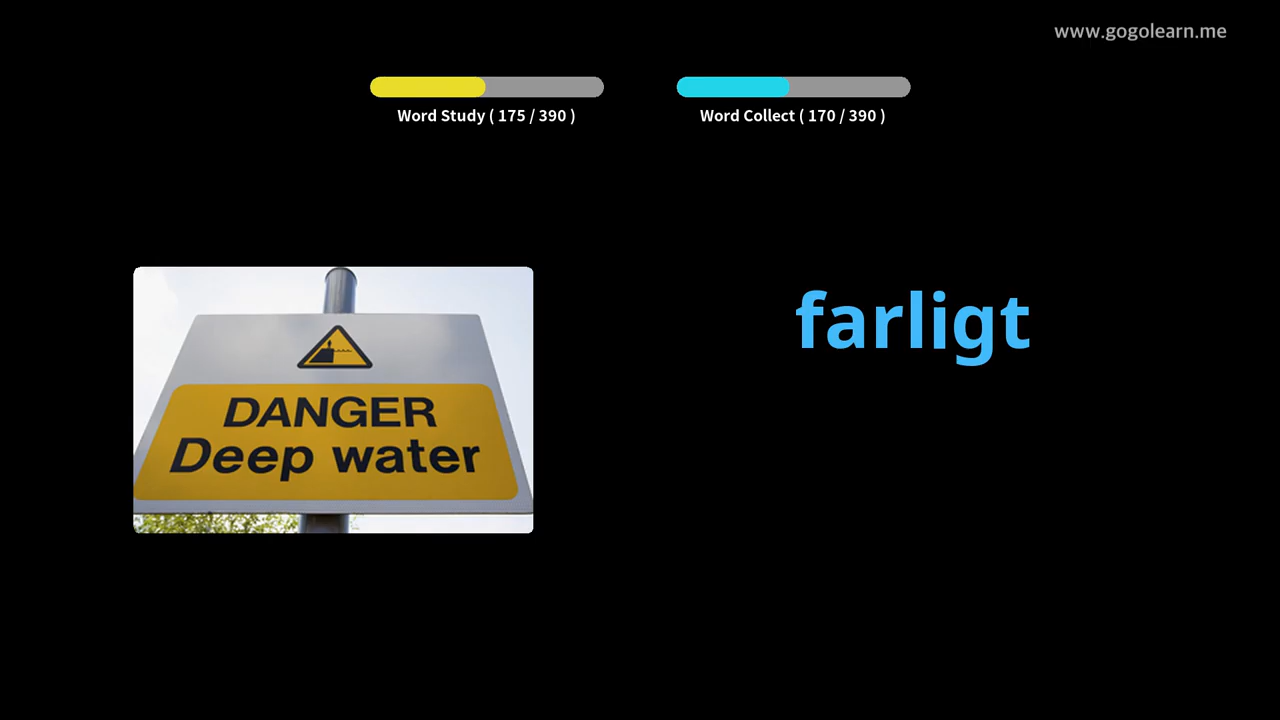 www.gogolearn.me
Word Study ( 175 / 390 )
Word Collect ( 170 / 390 )
DANGER
Deep water
farligt